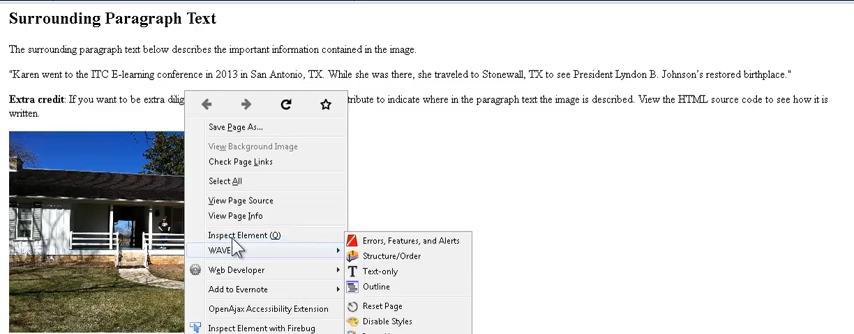 Surrounding Paragraph Text
The surrounding paragraph text below describes the important information contained in the image.
"Karen went to the ITC E-learning conference in 2013 in San Antonio, TX. While she was there, she traveled to Stonewall, TX to see President Lyndon B. Johnson's restored birthplace."
Extra credit: If you want to be extra tribute to indicate where in the paragraph text the image is described. View the HTML source code to see how it is
written.
Save Page As...
View Background Image
Check Page Links
Select All
View Page Source
View Page Info
Inspect Element (Q)
WAVE
Web Developer
Add to Evernote
OpenAjax Accessibility Extension
Inspect Element with Firebug
Errors, Features, and Alerts
Structure/Order
Text-only
Outline
Reset Page
Disable Styles